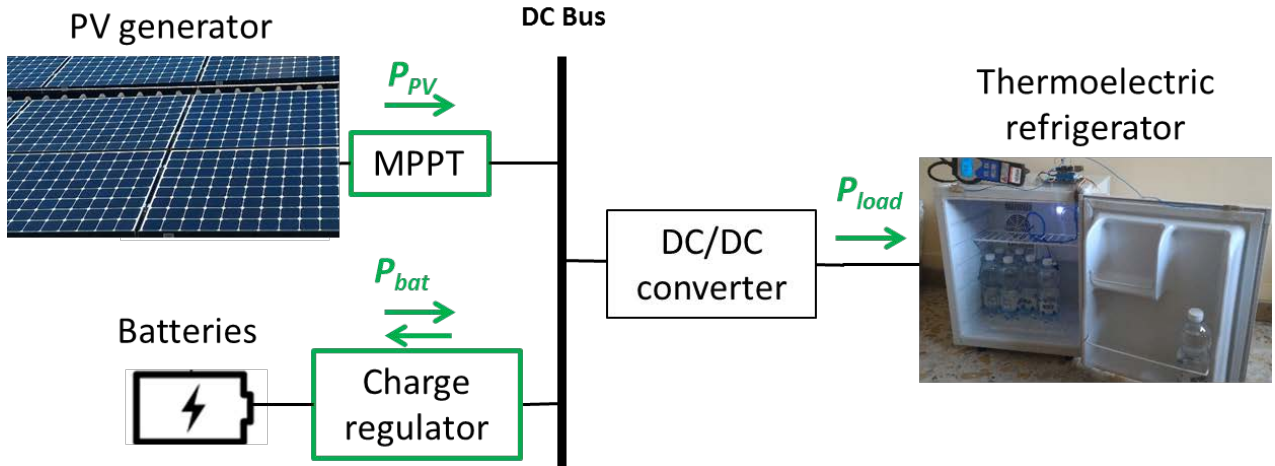 PV generator
DC Bus
P_PV
MPPT
Thermoelectric
refrigerator
P_load
DC/DC
converter
P_bat
Batteries
Charge
regulator